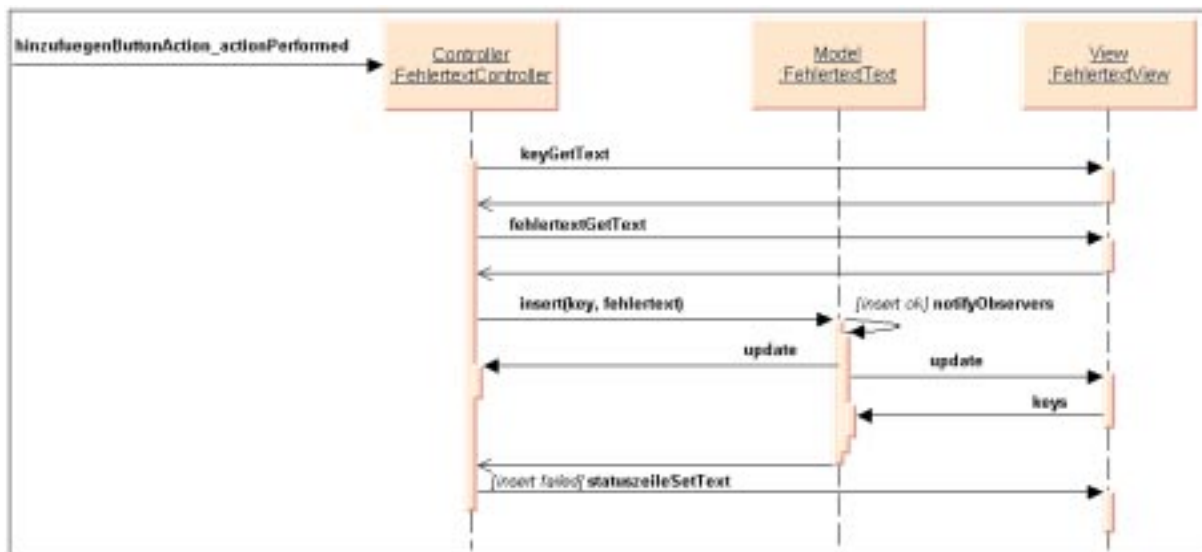 hinzufuegenButtonAction_actionPerformed
Controller
:FehlertextController
Model
:FehlertextText
View
:FehlertextView
keyGetText
fehlertextGetText
insert(key, fehlertext)
[insert ok] notifyObservers
update
update
keys
[insert failed] statuszeileSetText